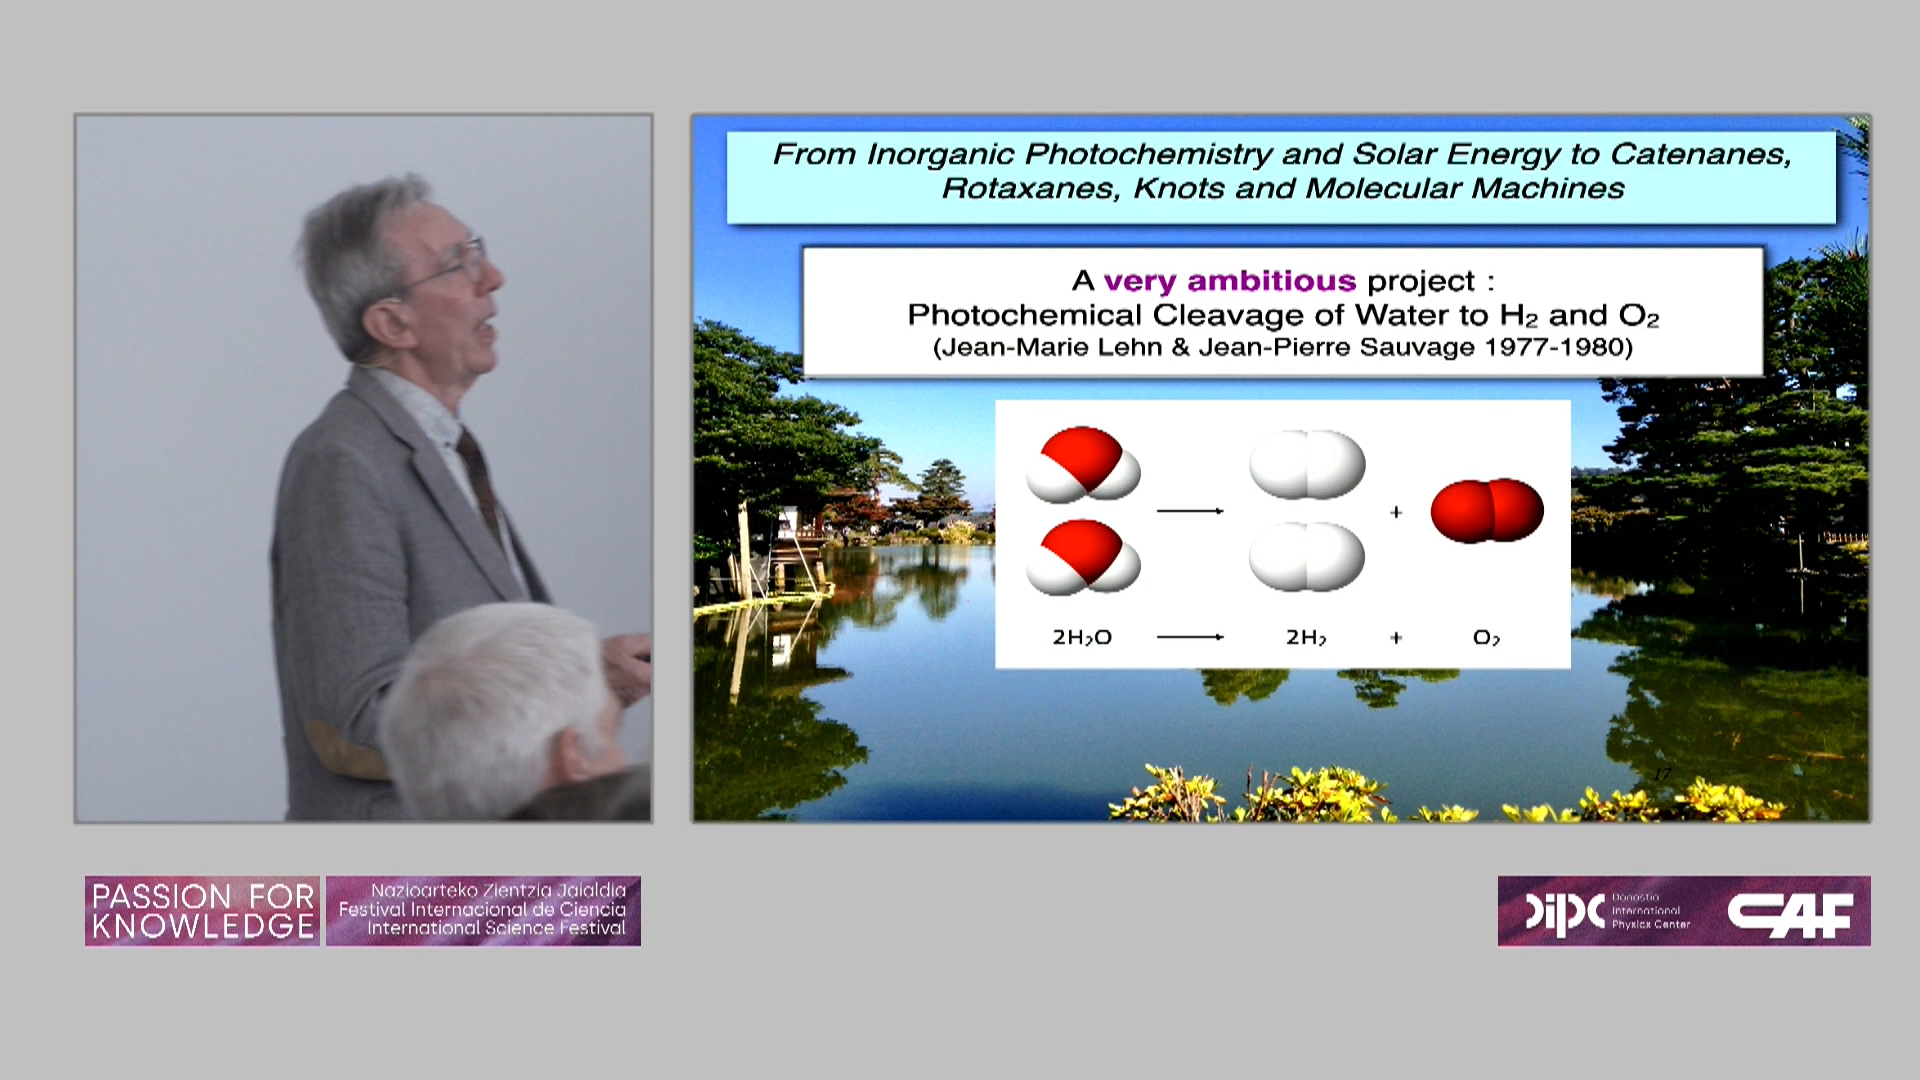 From Inorganic Photochemistry and Solar Energy to Catenanes,
Rotaxanes, Knots and Molecular Machines
A very ambitious project :
Photochemical Cleavage of Water to H₂ and O₂
(Jean-Marie Lehn & Jean-Pierre Sauvage 1977-1980)
+
2H₂O ⟶ 2H₂ + O₂
17
PASSION FOR
KNOWLEDGE
Nazioarteko Zientzia Jaialdia
Festival Internacional de Ciencia
International Science Festival
DIPC
Donostia
International
Physics Center
CAF